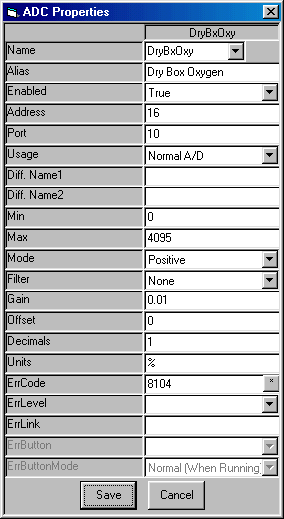 ADC Properties
DryBxOxy
Name DryBxOxy
Alias Dry Box Oxygen
Enabled True
Address 16
Port 10
Usage Normal A/D
Diff. Name1
Diff. Name2
Min 0
Max 4095
Mode Positive
Filter None
Gain 0.01
Offset 0
Decimals 1
Units %
ErrCode 8104 *
ErrLevel
ErrLink
ErrButton
ErrButtonMode Normal (When Running)
Save Cancel